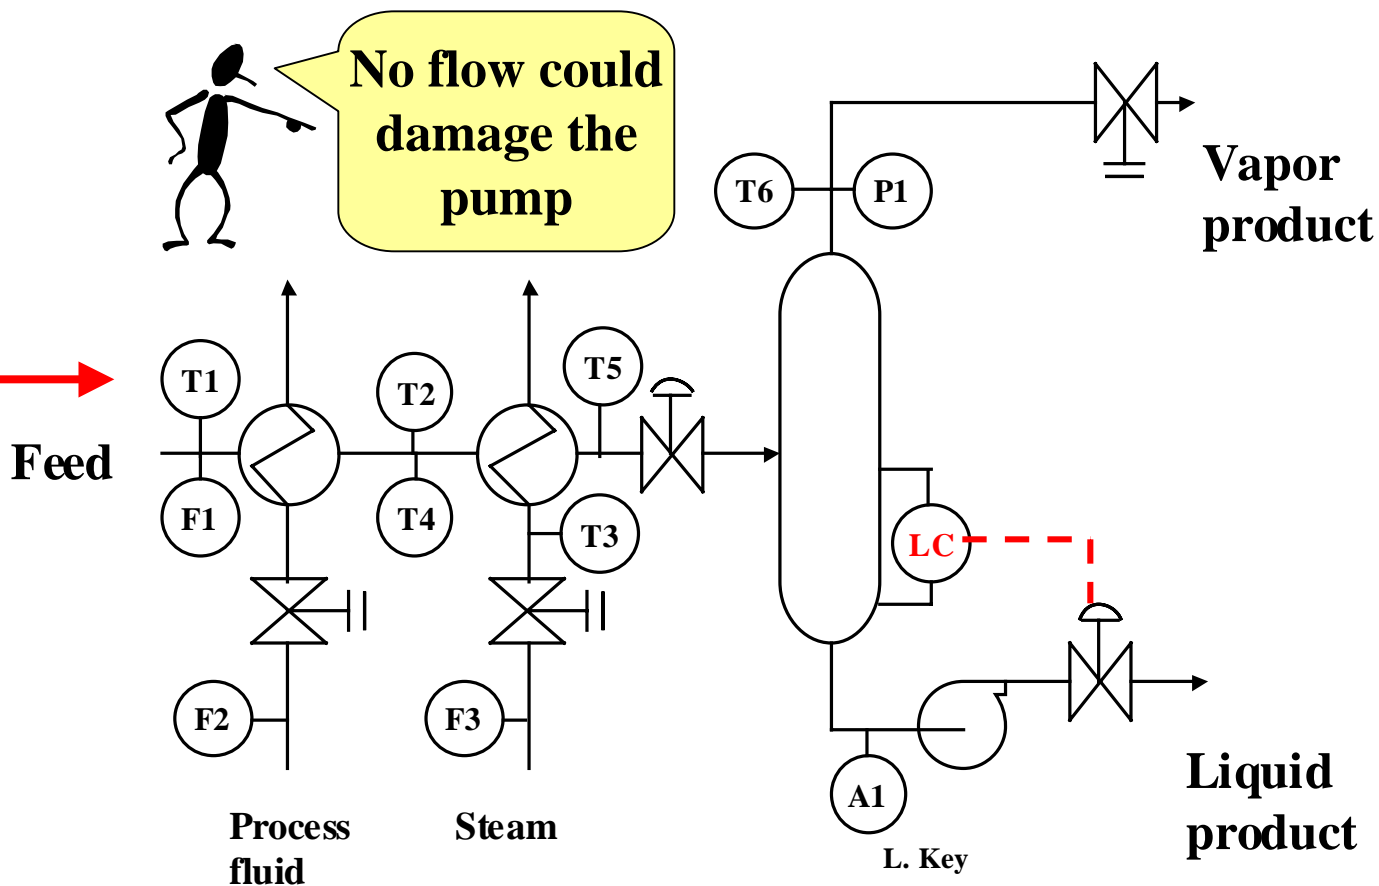 No flow could
damage the
pump
T6
P1
Vapor
product
T1
T2
T5
Feed
F1
T4
T3
LC
F2
F3
A1
Process
fluid
Steam
L. Key
Liquid
product